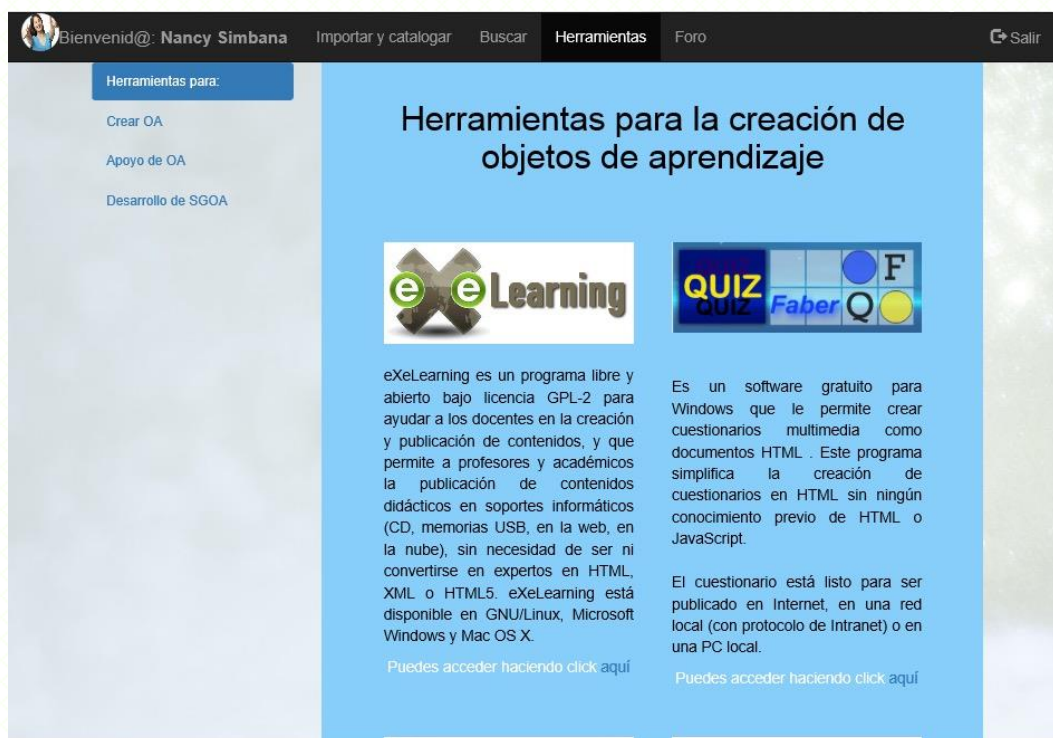 Bienvenid@: Nancy Simbana Importar y catalogar Buscar Herramientas Foro Salir
Herramientas para:
Crear OA
Apoyo de OA
Desarrollo de SGOA
Herramientas para la creación de
objetos de aprendizaje
eXe Learning
eXeLearning es un programa libre y
abierto bajo licencia GPL-2 para
ayudar a los docentes en la creación
y publicación de contenidos, y que
permite a profesores y académicos
la publicación de contenidos
didácticos en soportes informáticos
(CD, memorias USB, en la web, en
la nube), sin necesidad de ser ni
convertirse en expertos en HTML,
XML o HTML5. eXeLearning está
disponible en GNU/Linux, Microsoft
Windows y Mac OS X.
Puedes acceder haciendo click aquí
QUIZ Faber Q F
Es un software gratuito para
Windows que le permite crear
cuestionarios multimedia como
documentos HTML . Este programa
simplifica la creación de
cuestionarios en HTML sin ningún
conocimiento previo de HTML o
JavaScript.
El cuestionario está listo para ser
publicado en Internet, en una red
local (con protocolo de Intranet) o en
una PC local.
Puedes acceder haciendo click aquí